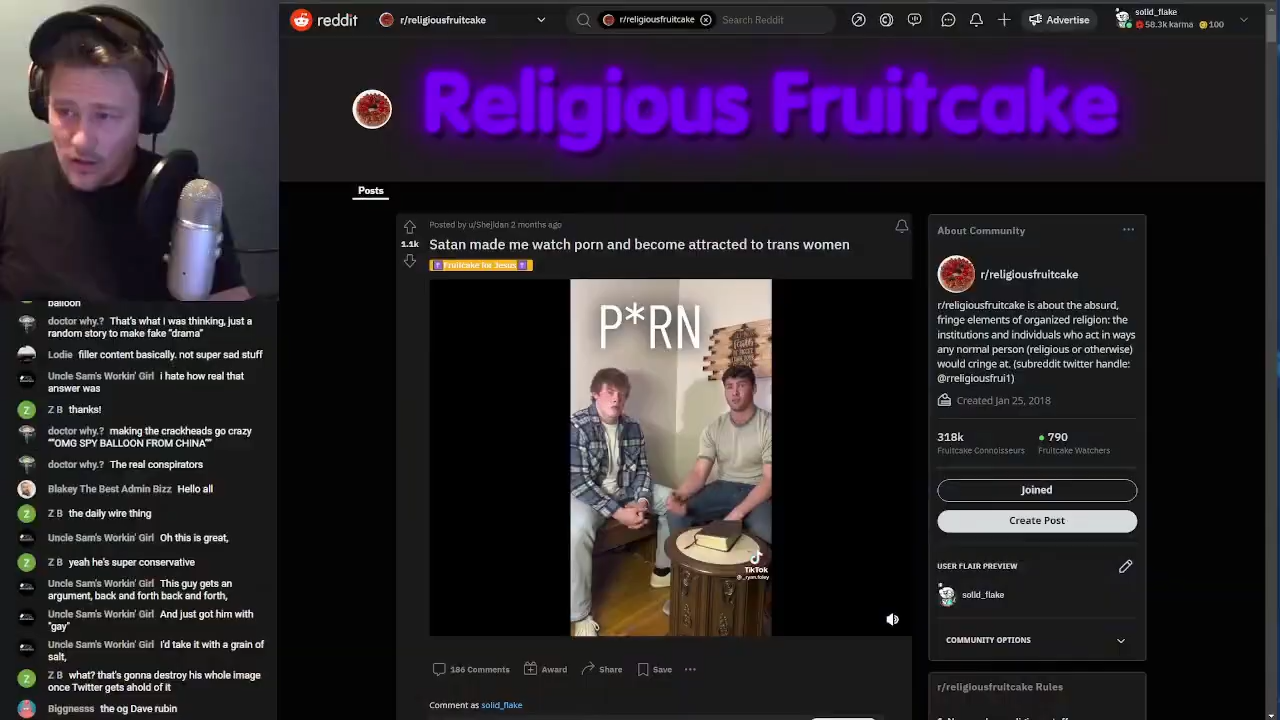 reddit
r/religiousfruitcake
r/religiousfruitcake
Search Reddit
Advertise
solid_flake
58.3k karma
100
Religious Fruitcake
Posts
Posted by u/Shejidan 2 months ago
1.1k
Satan made me watch porn and become attracted to trans women
Fruitcake for Jesus
P*RN
TikTok
@_ryan.foley
186 Comments
Award
Share
Save
Comment as solid_flake
About Community
r/religiousfruitcake
r/religiousfruitcake is about the absurd,
fringe elements of organized religion: the
institutions and individuals who act in ways
any normal person (religious or otherwise)
would cringe at. (subreddit twitter handle:
@rreligiousfrui1)
Created Jan 25, 2018
318k
790
Fruitcake Connoisseurs
Fruitcake Watchers
Joined
Create Post
USER FLAIR PREVIEW
solid_flake
COMMUNITY OPTIONS
r/religiousfruitcake Rules
balloon
doctor why.? That's what I was thinking, just a
random story to make fake "drama"
Lodie filler content basically. not super sad stuff
Uncle Sam's Workin' Girl i hate how real that
answer was
Z B thanks!
doctor why.? making the crackheads go crazy
""OMG SPY BALLOON FROM CHINA""
doctor why.? The real conspirators
Blakey The Best Admin Bizz Hello all
Z B the daily wire thing
Uncle Sam's Workin' Girl Oh this is great,
Z B yeah he's super conservative
Uncle Sam's Workin' Girl This guy gets an
argument, back and forth back and forth,
Uncle Sam's Workin' Girl And just got him with
"gay"
Uncle Sam's Workin' Girl I'd take it with a grain of
salt,
Z B what? that's gonna destroy his whole image
once Twitter gets ahold of it
Biggnesss the og Dave rubin